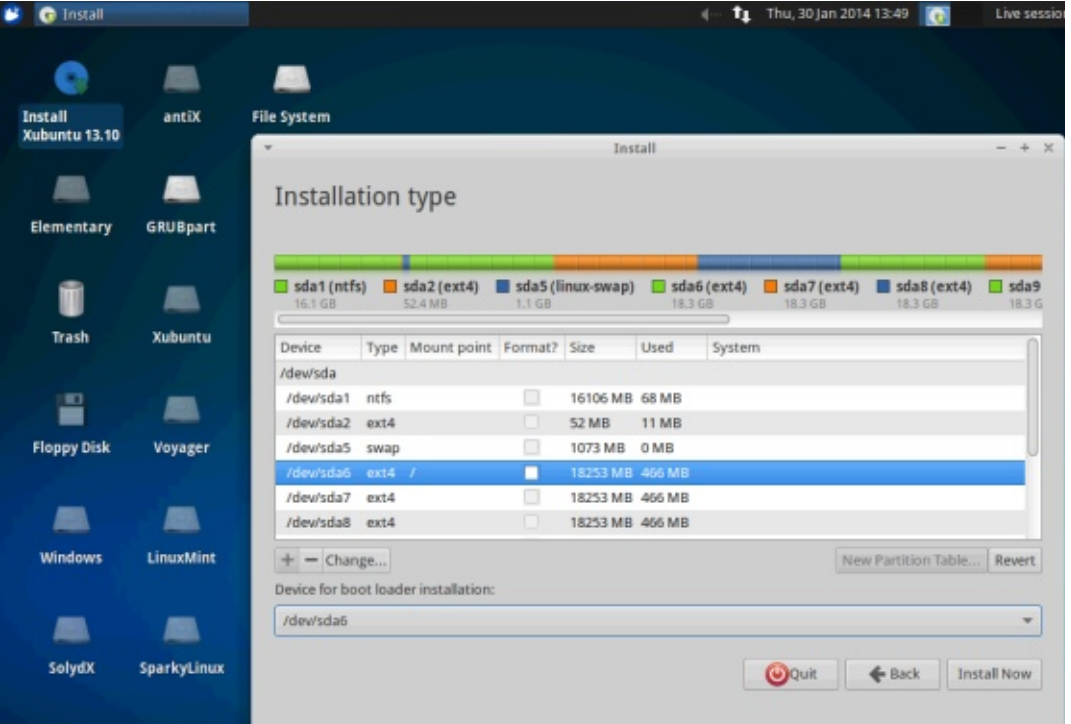 Install
Thu, 30 Jan 2014 13:49
Live sessio
Install
Xubuntu 13.10
antiX
File System
Elementary
GRUBpart
Trash
Xubuntu
Floppy Disk
Voyager
Windows
LinuxMint
SolydX
SparkyLinux
Install
Installation type
sda1 (ntfs) sda2 (ext4) sda5 (linux-swap) sda6 (ext4) sda7 (ext4) sda8 (ext4) sda9
16.1 GB 52.4 MB 1.1 GB 18.3 GB 18.3 GB 18.3 GB 18.3 G
Device Type Mount point Format? Size Used System
/dev/sda
/dev/sda1 ntfs 16106 MB 68 MB
/dev/sda2 ext4 52 MB 11 MB
/dev/sda5 swap 1073 MB 0 MB
/dev/sda6 ext4 / 18253 MB 466 MB
/dev/sda7 ext4 18253 MB 466 MB
/dev/sda8 ext4 18253 MB 466 MB
+ − Change... New Partition Table... Revert
Device for boot loader installation:
/dev/sda6
Quit Back Install Now